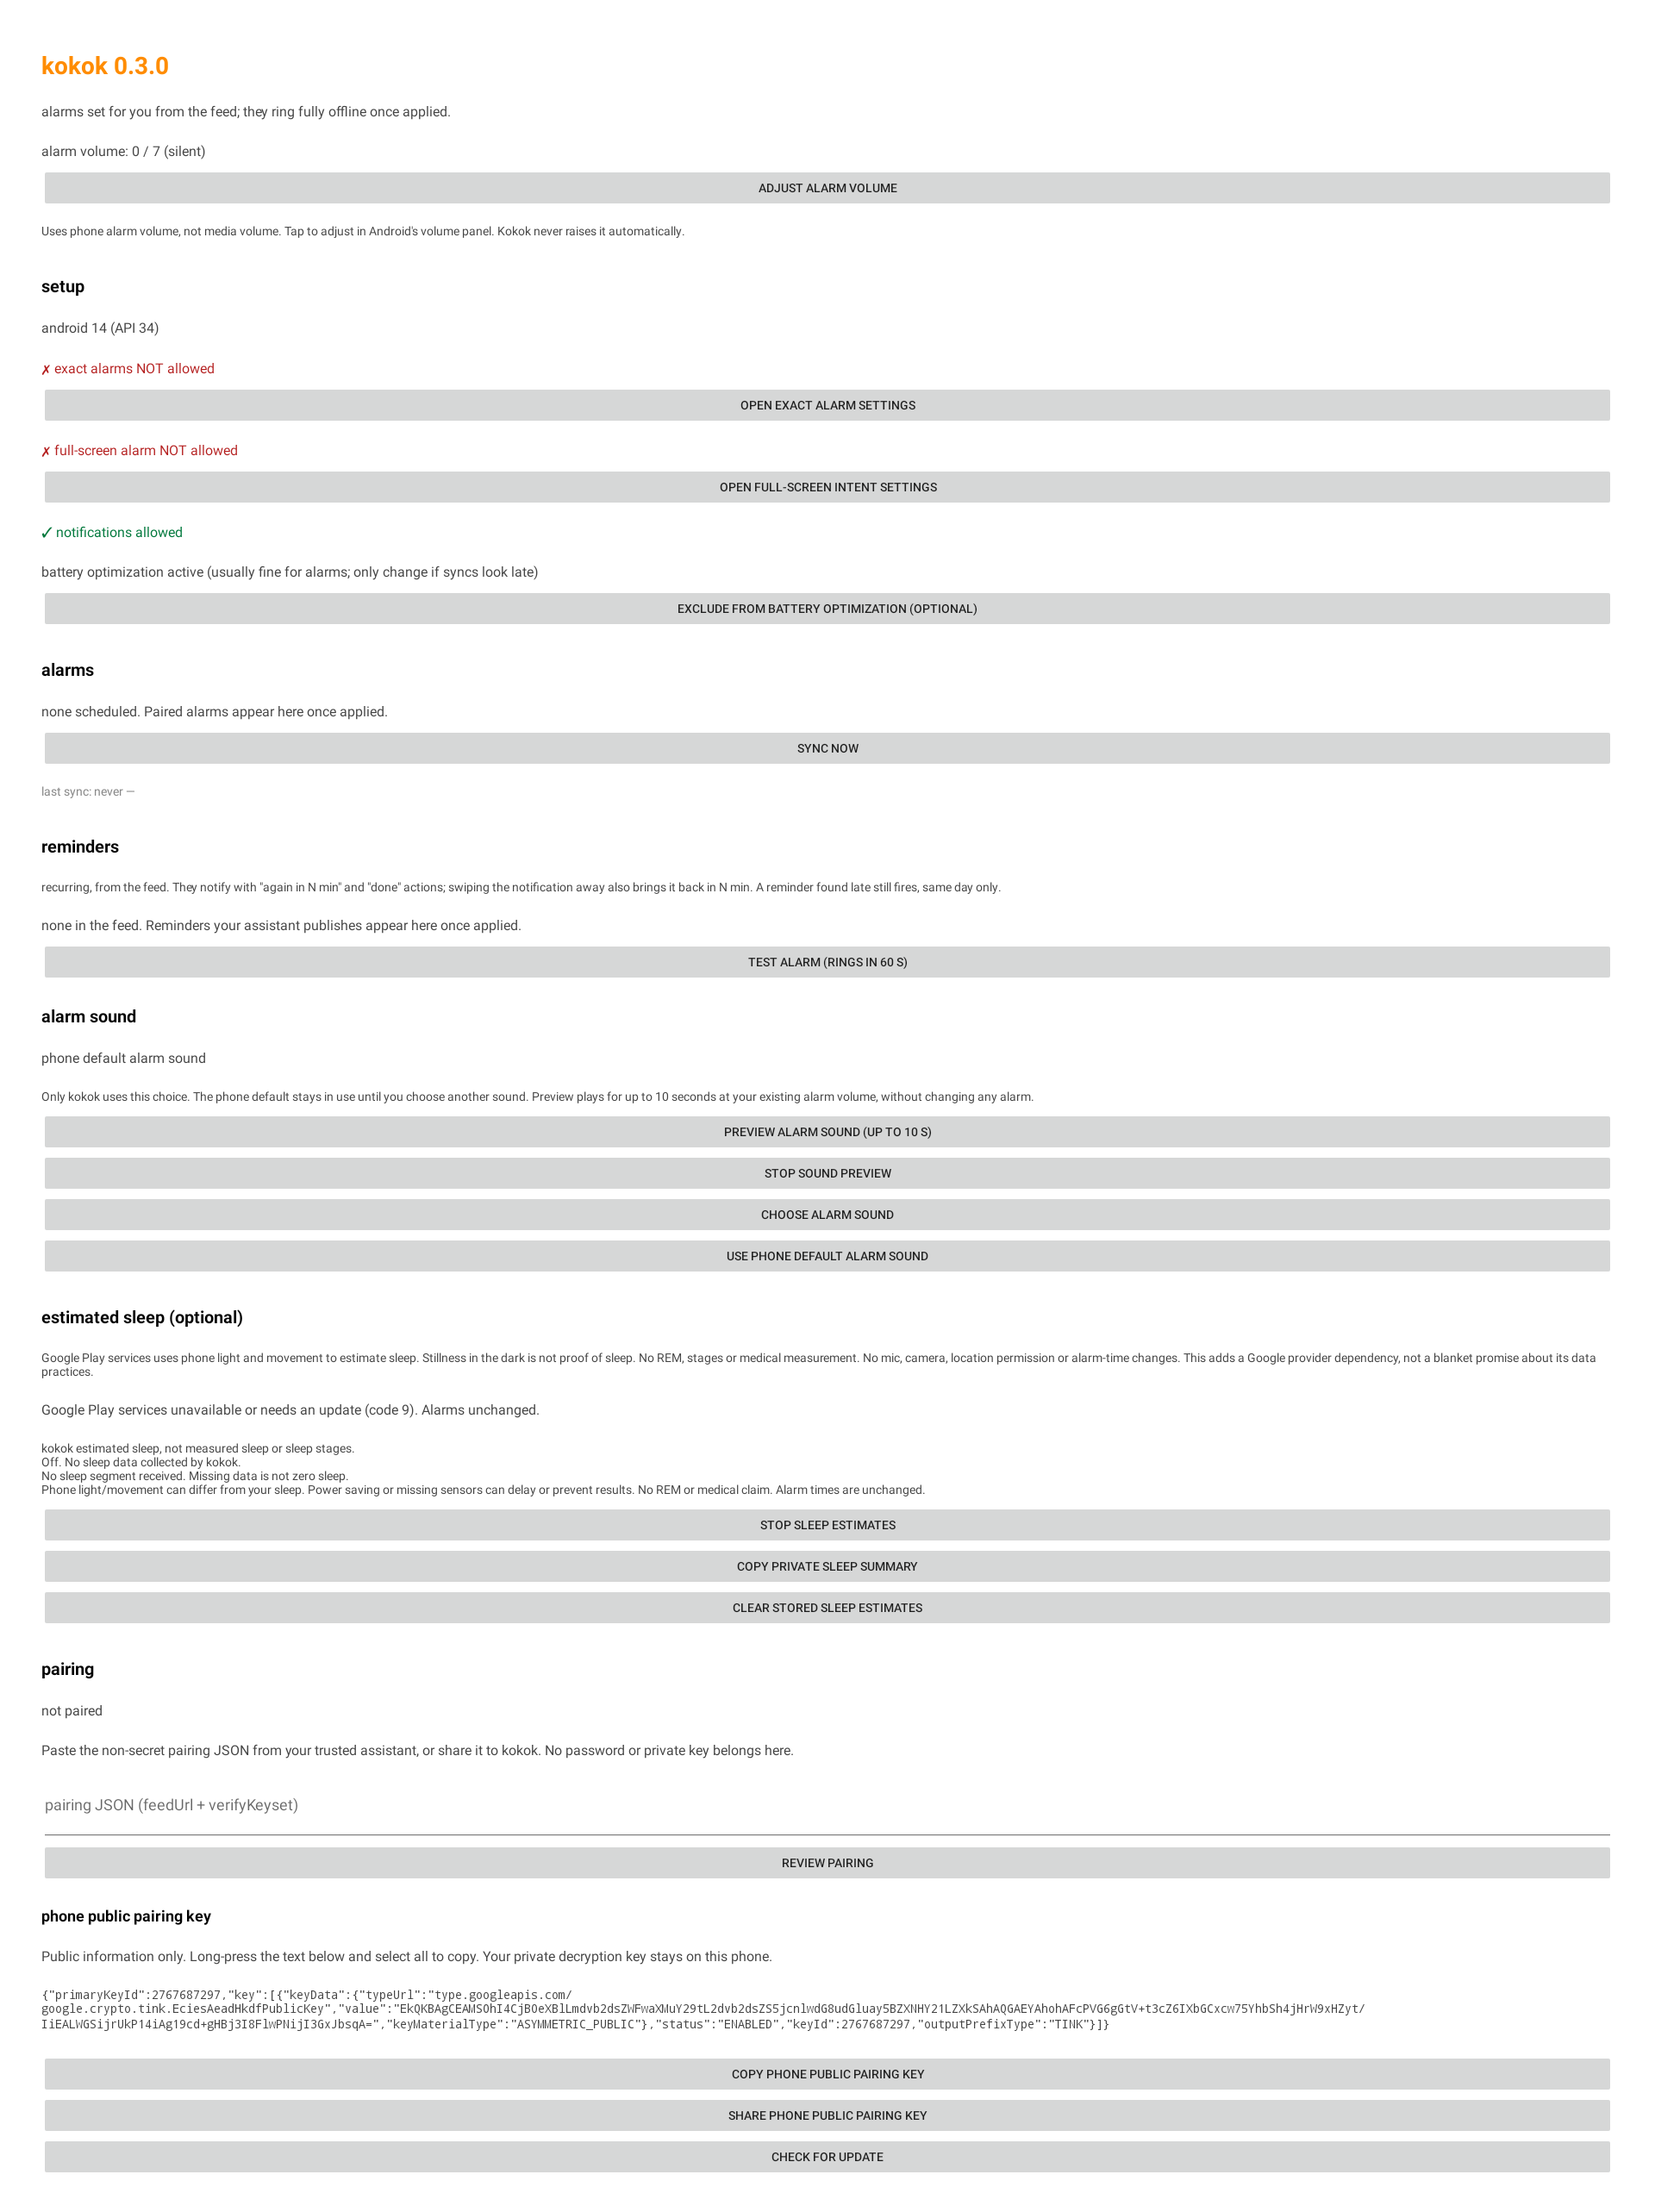 kokok 0.3.0
alarms set for you from the feed; they ring fully offline once applied.
alarm volume: 0 / 7 (silent)
ADJUST ALARM VOLUME
Uses phone alarm volume, not media volume. Tap to adjust in Android's volume panel. Kokok never raises it automatically.
setup
android 14 (API 34)
✗ exact alarms NOT allowed
OPEN EXACT ALARM SETTINGS
✗ full-screen alarm NOT allowed
OPEN FULL-SCREEN INTENT SETTINGS
✓ notifications allowed
battery optimization active (usually fine for alarms; only change if syncs look late)
EXCLUDE FROM BATTERY OPTIMIZATION (OPTIONAL)
alarms
none scheduled. Paired alarms appear here once applied.
SYNC NOW
last sync: never —
reminders
recurring, from the feed. They notify with "again in N min" and "done" actions; swiping the notification away also brings it back in N min. A reminder found late still fires, same day only.
none in the feed. Reminders your assistant publishes appear here once applied.
TEST ALARM (RINGS IN 60 S)
alarm sound
phone default alarm sound
Only kokok uses this choice. The phone default stays in use until you choose another sound. Preview plays for up to 10 seconds at your existing alarm volume, without changing any alarm.
PREVIEW ALARM SOUND (UP TO 10 S)
STOP SOUND PREVIEW
CHOOSE ALARM SOUND
USE PHONE DEFAULT ALARM SOUND
estimated sleep (optional)
Google Play services uses phone light and movement to estimate sleep. Stillness in the dark is not proof of sleep. No REM, stages or medical measurement. No mic, camera, location permission or alarm-time changes. This adds a Google provider dependency, not a blanket promise about its data
practices.
Google Play services unavailable or needs an update (code 9). Alarms unchanged.
kokok estimated sleep, not measured sleep or sleep stages.
Off. No sleep data collected by kokok.
No sleep segment received. Missing data is not zero sleep.
Phone light/movement can differ from your sleep. Power saving or missing sensors can delay or prevent results. No REM or medical claim. Alarm times are unchanged.
STOP SLEEP ESTIMATES
COPY PRIVATE SLEEP SUMMARY
CLEAR STORED SLEEP ESTIMATES
pairing
not paired
Paste the non-secret pairing JSON from your trusted assistant, or share it to kokok. No password or private key belongs here.
pairing JSON (feedUrl + verifyKeyset)
REVIEW PAIRING
phone public pairing key
Public information only. Long-press the text below and select all to copy. Your private decryption key stays on this phone.
{"primaryKeyId":2767687297,"key":[{"keyData":{"typeUrl":"type.googleapis.com/
google.crypto.tink.EciesAeadHkdfPublicKey","value":"EkQKBAgCEAMSOhI4CjB0eXBlLmdvb2dsZWFwaXMuY29tL2dvb2dsZS5jcnlwdG8udGluay5BZXNHY21LZXkSAhAQGAEYAhohAFcPVG6gGtV+t3cZ6IXbGCxcw75YhbSh4jHrW9xHZyt/
IiEALWGSijrUkP14iAg19cd+gHBj3I8FlwPNijI3GxJbsqA=","keyMaterialType":"ASYMMETRIC_PUBLIC"},"status":"ENABLED","keyId":2767687297,"outputPrefixType":"TINK"}]}
COPY PHONE PUBLIC PAIRING KEY
SHARE PHONE PUBLIC PAIRING KEY
CHECK FOR UPDATE